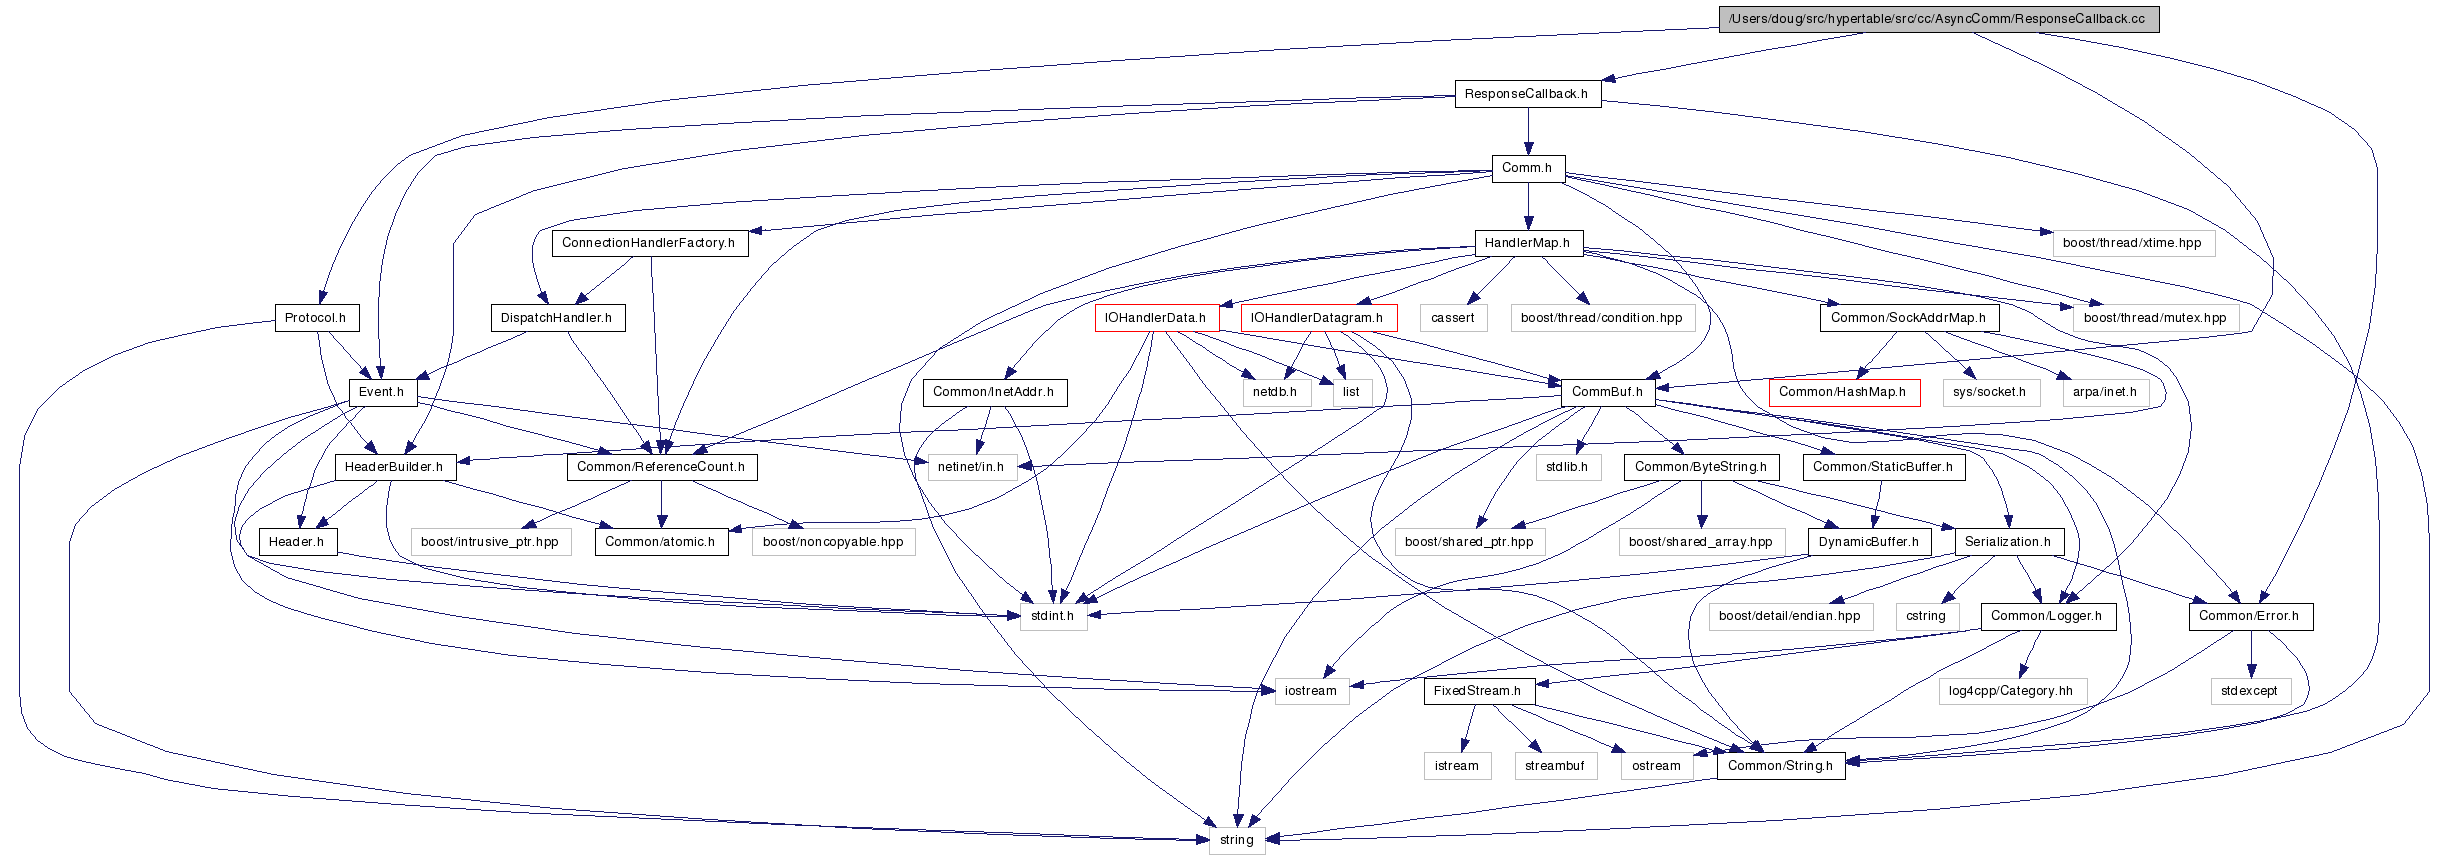 /Users/doug/src/hypertable/src/cc/AsyncComm/ResponseCallback.cc
ResponseCallback.h
Comm.h
ConnectionHandlerFactory.h
HandlerMap.h
boost/thread/xtime.hpp
Protocol.h
DispatchHandler.h
IOHandlerData.h
IOHandlerDatagram.h
cassert
boost/thread/condition.hpp
Common/SockAddrMap.h
boost/thread/mutex.hpp
Event.h
Common/InetAddr.h
netdb.h
list
CommBuf.h
Common/HashMap.h
sys/socket.h
arpa/inet.h
HeaderBuilder.h
Common/ReferenceCount.h
netinet/in.h
stdlib.h
Common/ByteString.h
Common/StaticBuffer.h
Header.h
boost/intrusive_ptr.hpp
Common/atomic.h
boost/noncopyable.hpp
boost/shared_ptr.hpp
boost/shared_array.hpp
DynamicBuffer.h
Serialization.h
stdint.h
boost/detail/endian.hpp
cstring
Common/Logger.h
Common/Error.h
iostream
FixedStream.h
log4cpp/Category.hh
stdexcept
istream
streambuf
ostream
Common/String.h
string